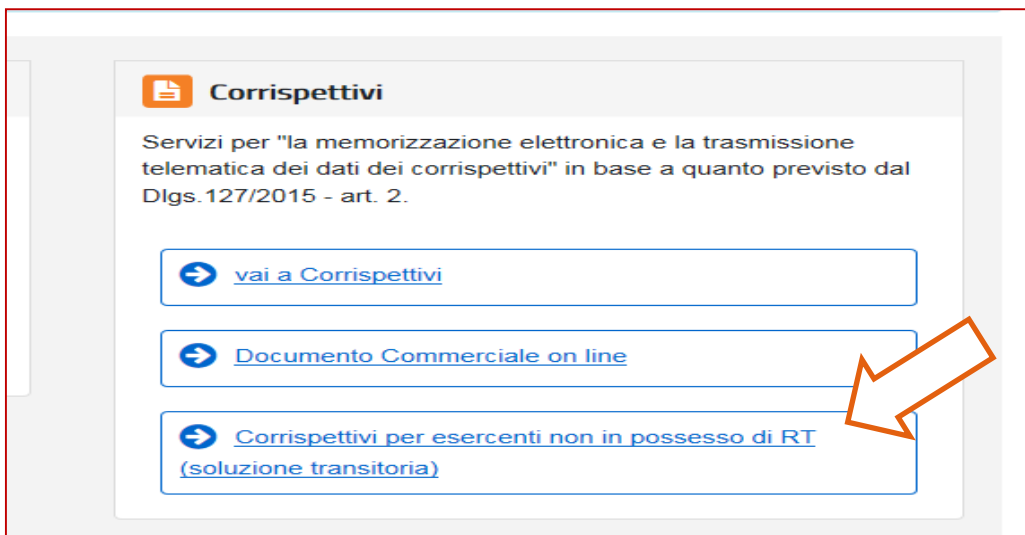 Corrispettivi
Servizi per "la memorizzazione elettronica e la trasmissione
telematica dei dati dei corrispettivi" in base a quanto previsto dal
Dlgs.127/2015 - art. 2.
vai a Corrispettivi
Documento Commerciale on line
Corrispettivi per esercenti non in possesso di RT
(soluzione transitoria)